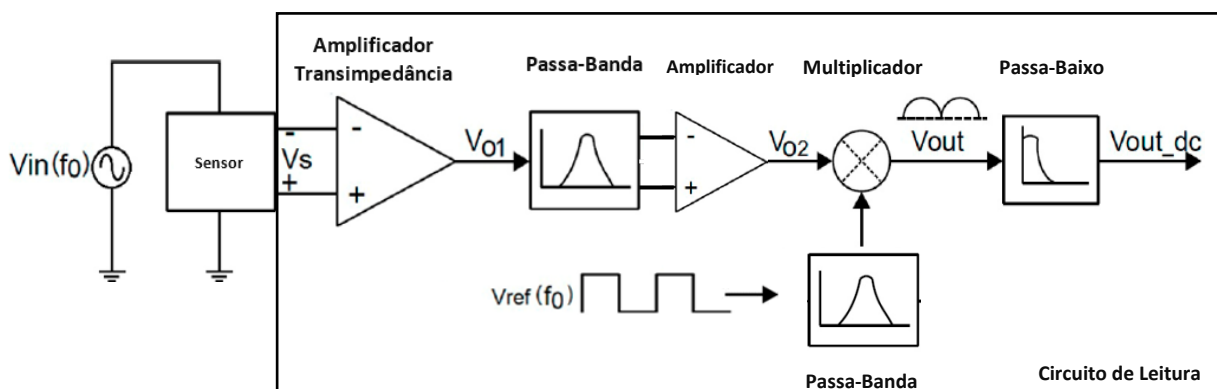 Amplificador
Transimpedância
Passa-Banda
Amplificador
Multiplicador
Passa-Baixo
Vin(f0)
Sensor
-
Vs
+
-
+
Vo1
-
+
Vo2
Vout
Vout_dc
Vref(f0)
Passa-Banda
Circuito de Leitura